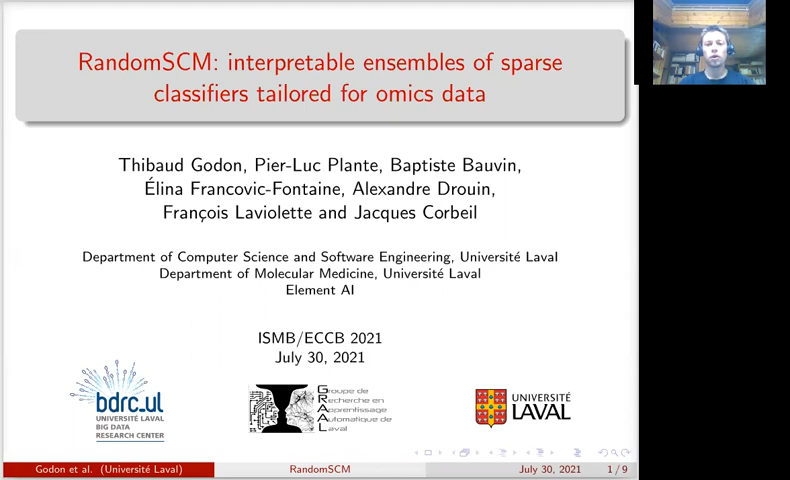 RandomSCM: interpretable ensembles of sparse
classifiers tailored for omics data
Thibaud Godon, Pier-Luc Plante, Baptiste Bauvin,
Élina Francovic-Fontaine, Alexandre Drouin,
François Laviolette and Jacques Corbeil
Department of Computer Science and Software Engineering, Université Laval
Department of Molecular Medicine, Université Laval
Element AI
ISMB/ECCB 2021
July 30, 2021
bdrc.ul
UNIVERSITÉ LAVAL
BIG DATA
RESEARCH CENTER
Groupe de
Recherche en
Apprentissage
Automatique de
Laval
UNIVERSITÉ
LAVAL
Godon et al. (Université Laval)
RandomSCM
July 30, 2021
1 / 9